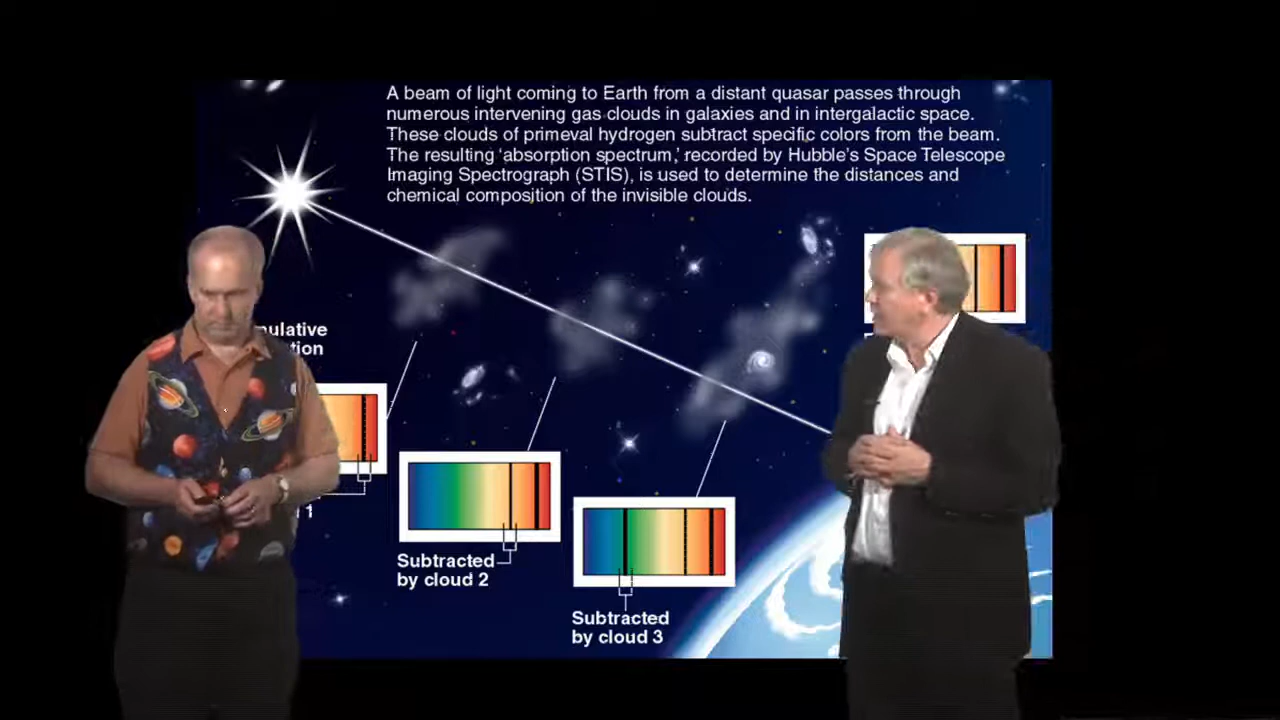 A beam of light coming to Earth from a distant quasar passes through
numerous intervening gas clouds in galaxies and in intergalactic space.
These clouds of primeval hydrogen subtract specific colors from the beam.
The resulting ‘absorption spectrum,’ recorded by Hubble’s Space Telescope
Imaging Spectrograph (STIS), is used to determine the distances and
chemical composition of the invisible clouds.
Subtracted
by cloud 2
Subtracted
by cloud 3